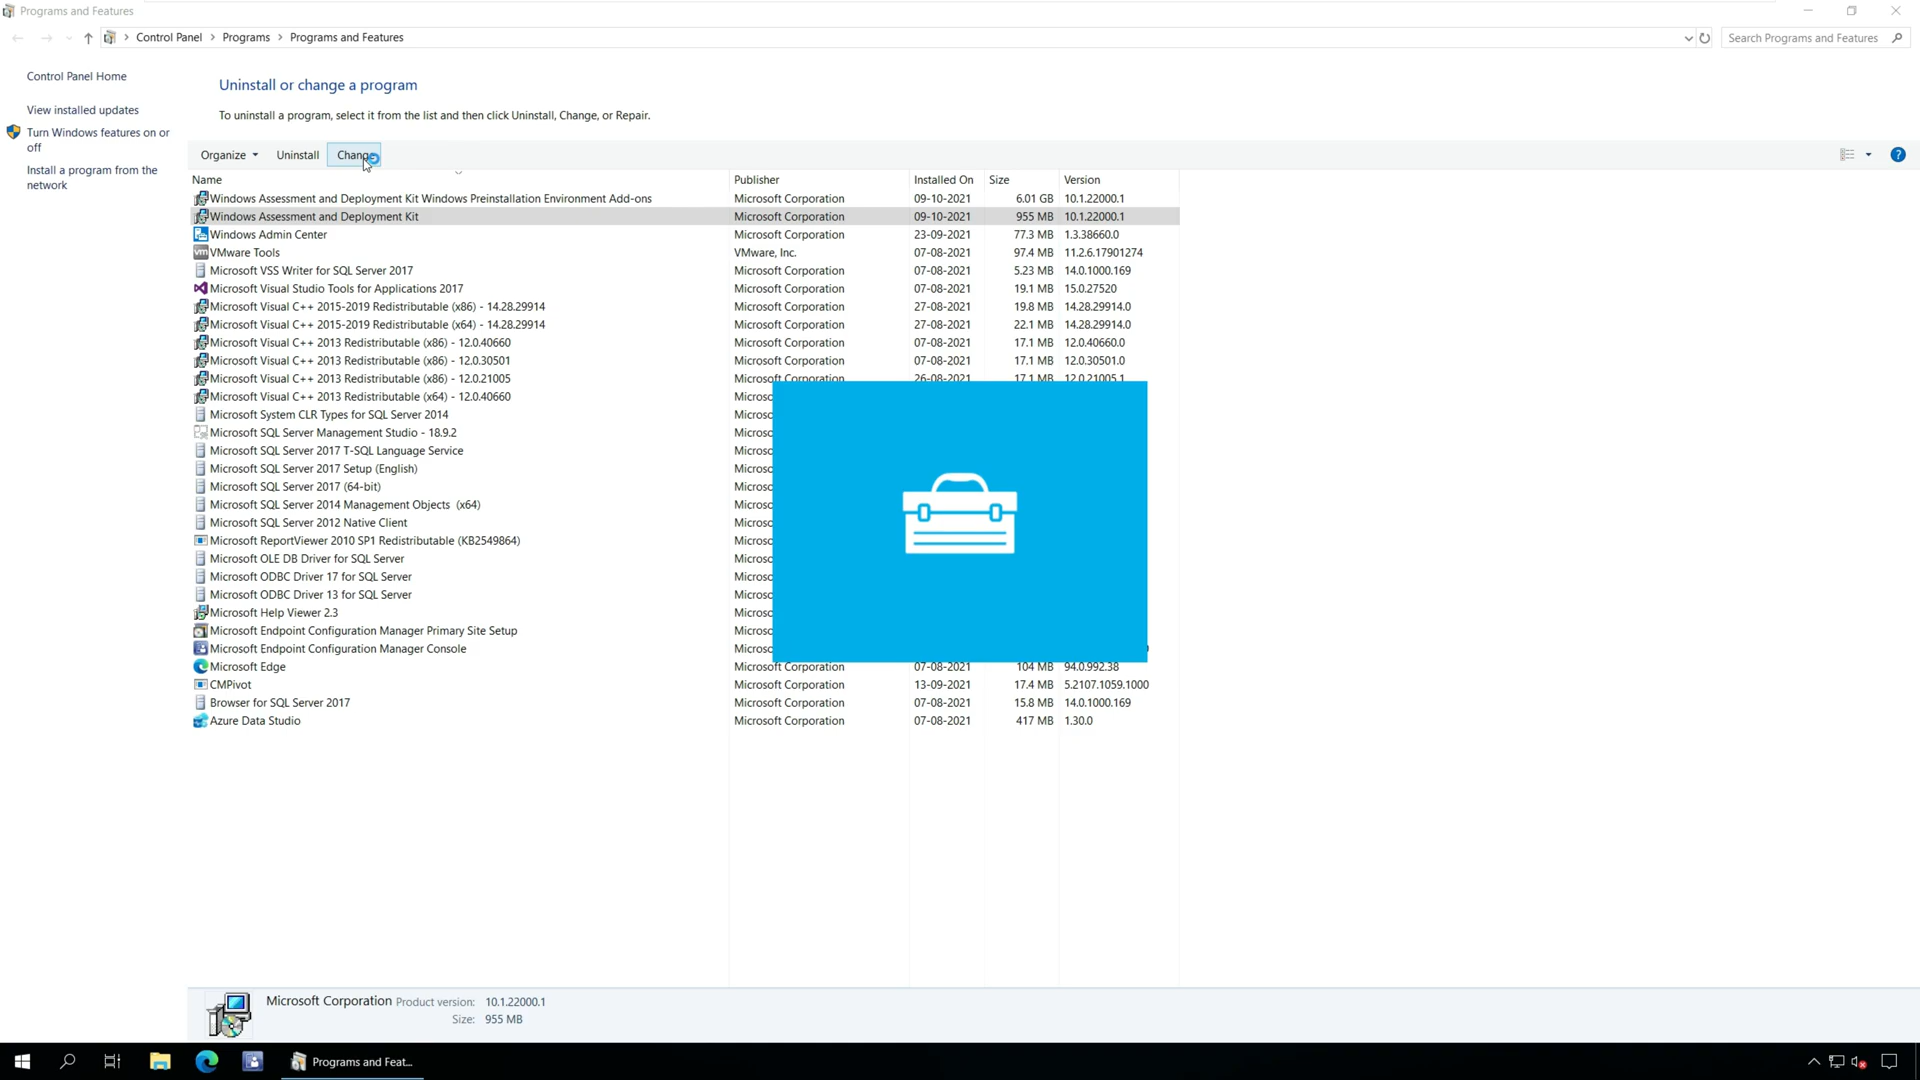 Programs and Features
Control Panel > Programs > Programs and Features
Search Programs and Features
Control Panel Home
View installed updates
Turn Windows features on or
off
Install a program from the
network
Uninstall or change a program
To uninstall a program, select it from the list and then click Uninstall, Change, or Repair.
Organize Uninstall Change
Name Publisher Installed On Size Version
Windows Assessment and Deployment Kit Windows Preinstallation Environment Add-ons Microsoft Corporation 09-10-2021 6.01 GB 10.1.22000.1
Windows Assessment and Deployment Kit Microsoft Corporation 09-10-2021 955 MB 10.1.22000.1
Windows Admin Center Microsoft Corporation 23-09-2021 77.3 MB 1.3.38660.0
vm VMware Tools VMware, Inc. 07-08-2021 97.4 MB 11.2.6.17901274
Microsoft VSS Writer for SQL Server 2017 Microsoft Corporation 07-08-2021 5.23 MB 14.0.1000.169
Microsoft Visual Studio Tools for Applications 2017 Microsoft Corporation 07-08-2021 19.1 MB 15.0.27520
Microsoft Visual C++ 2015-2019 Redistributable (x86) - 14.28.29914 Microsoft Corporation 27-08-2021 19.8 MB 14.28.29914.0
Microsoft Visual C++ 2015-2019 Redistributable (x64) - 14.28.29914 Microsoft Corporation 27-08-2021 22.1 MB 14.28.29914.0
Microsoft Visual C++ 2013 Redistributable (x86) - 12.0.40660 Microsoft Corporation 07-08-2021 17.1 MB 12.0.40660.0
Microsoft Visual C++ 2013 Redistributable (x86) - 12.0.30501 Microsoft Corporation 07-08-2021 17.1 MB 12.0.30501.0
Microsoft Visual C++ 2013 Redistributable (x86) - 12.0.21005 Microsoft Corporation 26-08-2021 17.1 MB 12.0.21005.1
Microsoft Visual C++ 2013 Redistributable (x64) - 12.0.40660 Microso
Microsoft System CLR Types for SQL Server 2014 Microso
Microsoft SQL Server Management Studio - 18.9.2 Microso
Microsoft SQL Server 2017 T-SQL Language Service Microso
Microsoft SQL Server 2017 Setup (English) Microso
Microsoft SQL Server 2017 (64-bit) Microso
Microsoft SQL Server 2014 Management Objects (x64) Microso
Microsoft SQL Server 2012 Native Client Microso
Microsoft ReportViewer 2010 SP1 Redistributable (KB2549864) Microso
Microsoft OLE DB Driver for SQL Server Microso
Microsoft ODBC Driver 17 for SQL Server Microso
Microsoft ODBC Driver 13 for SQL Server Microso
Microsoft Help Viewer 2.3 Microso
Microsoft Endpoint Configuration Manager Primary Site Setup Microso
Microsoft Endpoint Configuration Manager Console Microso
Microsoft Edge Microsoft Corporation 07-08-2021 104 MB 94.0.992.38
CMPivot Microsoft Corporation 13-09-2021 17.4 MB 5.2107.1059.1000
Browser for SQL Server 2017 Microsoft Corporation 07-08-2021 15.8 MB 14.0.1000.169
Azure Data Studio Microsoft Corporation 07-08-2021 417 MB 1.30.0
Microsoft Corporation Product version: 10.1.22000.1
Size: 955 MB
Programs and Feat...